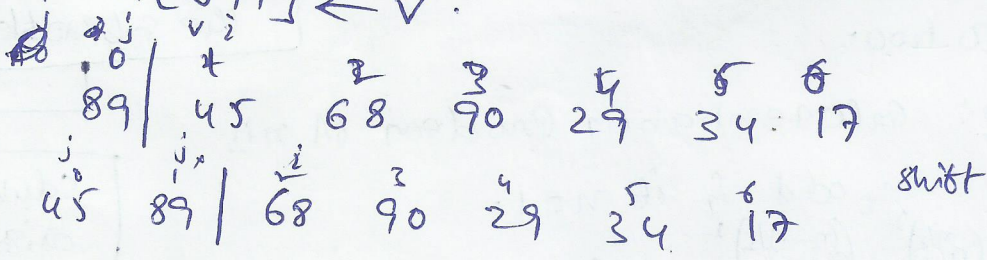 ← V.
j i
0 | 1 2 3 4 5 6
89 | 45 68 90 29 34. 17
j j i
0 1 | 2 3 4 5 6
45 89 | 68 90 29 34 17 shift